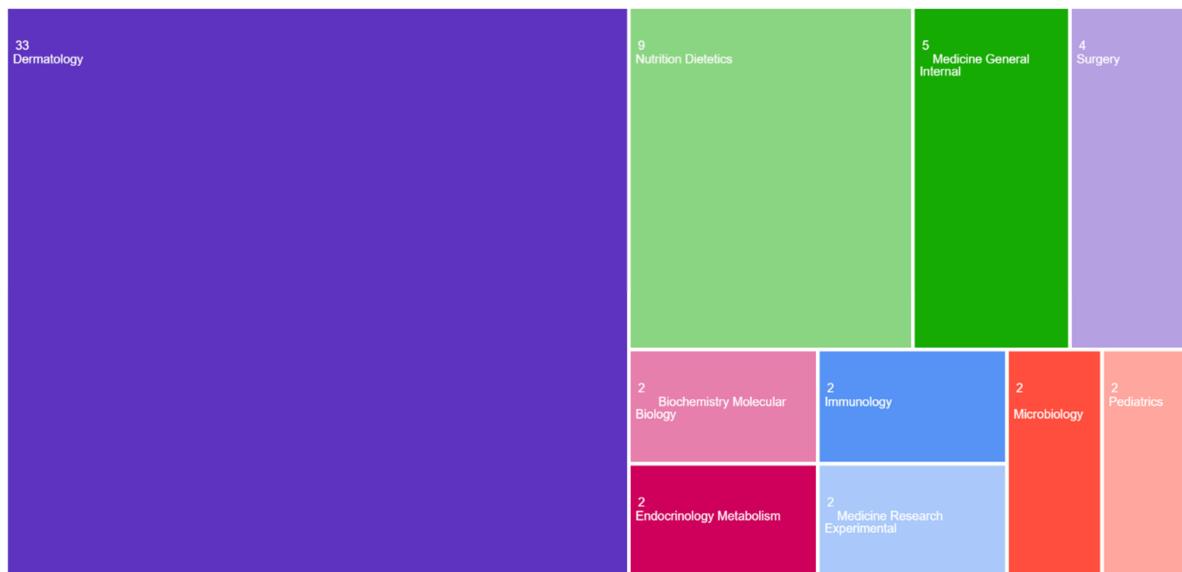 33
Dermatology
9
Nutrition Dietetics
5
Medicine General
Internal
4
Surgery
2
Biochemistry Molecular
Biology
2
Immunology
2
Microbiology
2
Pediatrics
2
Endocrinology Metabolism
2
Medicine Research
Experimental